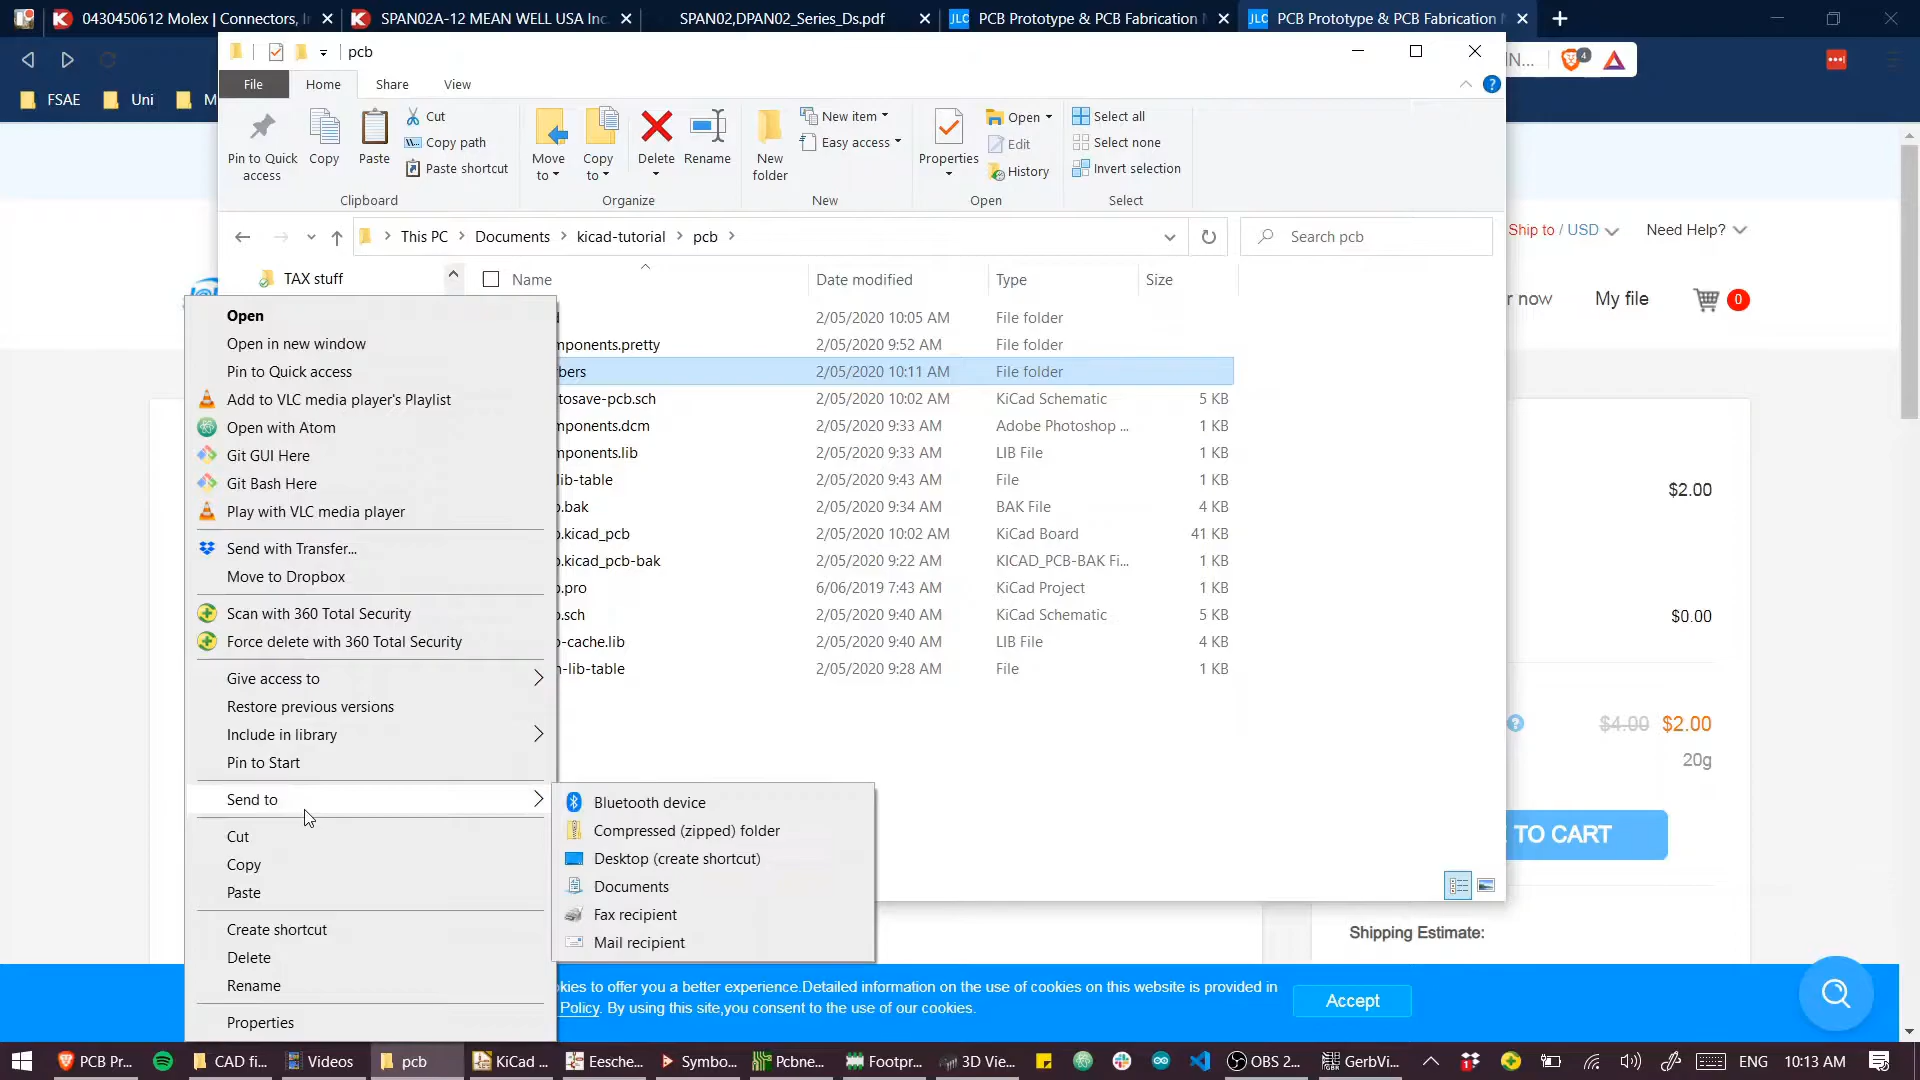 0430450612 Molex | Connectors, I
SPAN02A-12 MEAN WELL USA Inc.
SPAN02,DPAN02_Series_Ds.pdf
PCB Prototype & PCB Fabrication
PCB Prototype & PCB Fabrication
FSAE
Uni
M
4
pcb
File
Home
Share
View
Pin to Quick access
Copy
Paste
Cut
Copy path
Paste shortcut
Clipboard
Move to
Copy to
Delete
Rename
Organize
New folder
New item
Easy access
New
Properties
Open
Edit
History
Open
Select all
Select none
Invert selection
Select
This PC
Documents
kicad-tutorial
pcb
Search pcb
Ship to / USD
Need Help?
r now
My file
0
TAX stuff
Name
Date modified
Type
Size
2/05/2020 10:05 AM File folder
mponents.pretty 2/05/2020 9:52 AM File folder
bers 2/05/2020 10:11 AM File folder
tosave-pcb.sch 2/05/2020 10:02 AM KiCad Schematic 5 KB
mponents.dcm 2/05/2020 9:33 AM Adobe Photoshop ... 1 KB
mponents.lib 2/05/2020 9:33 AM LIB File 1 KB
lib-table 2/05/2020 9:43 AM File 1 KB
.bak 2/05/2020 9:34 AM BAK File 4 KB
.kicad_pcb 2/05/2020 10:02 AM KiCad Board 41 KB
.kicad_pcb-bak 2/05/2020 9:22 AM KICAD_PCB-BAK Fi... 1 KB
.pro 6/06/2019 7:43 AM KiCad Project 1 KB
.sch 2/05/2020 9:40 AM KiCad Schematic 5 KB
-cache.lib 2/05/2020 9:40 AM LIB File 4 KB
-lib-table 2/05/2020 9:28 AM File 1 KB
Open
Open in new window
Pin to Quick access
Add to VLC media player's Playlist
Open with Atom
Git GUI Here
Git Bash Here
Play with VLC media player
Send with Transfer...
Move to Dropbox
Scan with 360 Total Security
Force delete with 360 Total Security
Give access to
Restore previous versions
Include in library
Pin to Start
Send to
Cut
Copy
Paste
Create shortcut
Delete
Rename
Properties
Bluetooth device
Compressed (zipped) folder
Desktop (create shortcut)
Documents
Fax recipient
Mail recipient
$2.00
$0.00
$4.00 $2.00
20g
TO CART
Shipping Estimate:
kies to offer you a better experience.Detailed information on the use of cookies on this website is provided in
Policy. By using this site,you consent to the use of our cookies.
Accept
PCB Pr...
CAD fi...
Videos
pcb
KiCad ...
Eesche...
Symbo...
Pcbne...
Footpr...
3D Vie...
OBS 2...
GerbVi...
ENG
10:13 AM